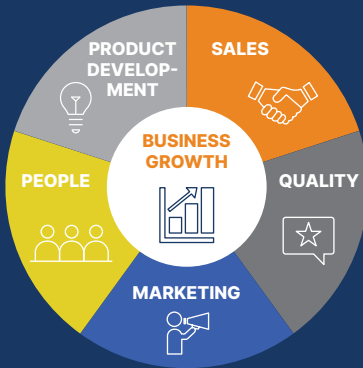 PRODUCT
DEVELOP-
MENT
SALES
BUSINESS
GROWTH
PEOPLE
QUALITY
MARKETING